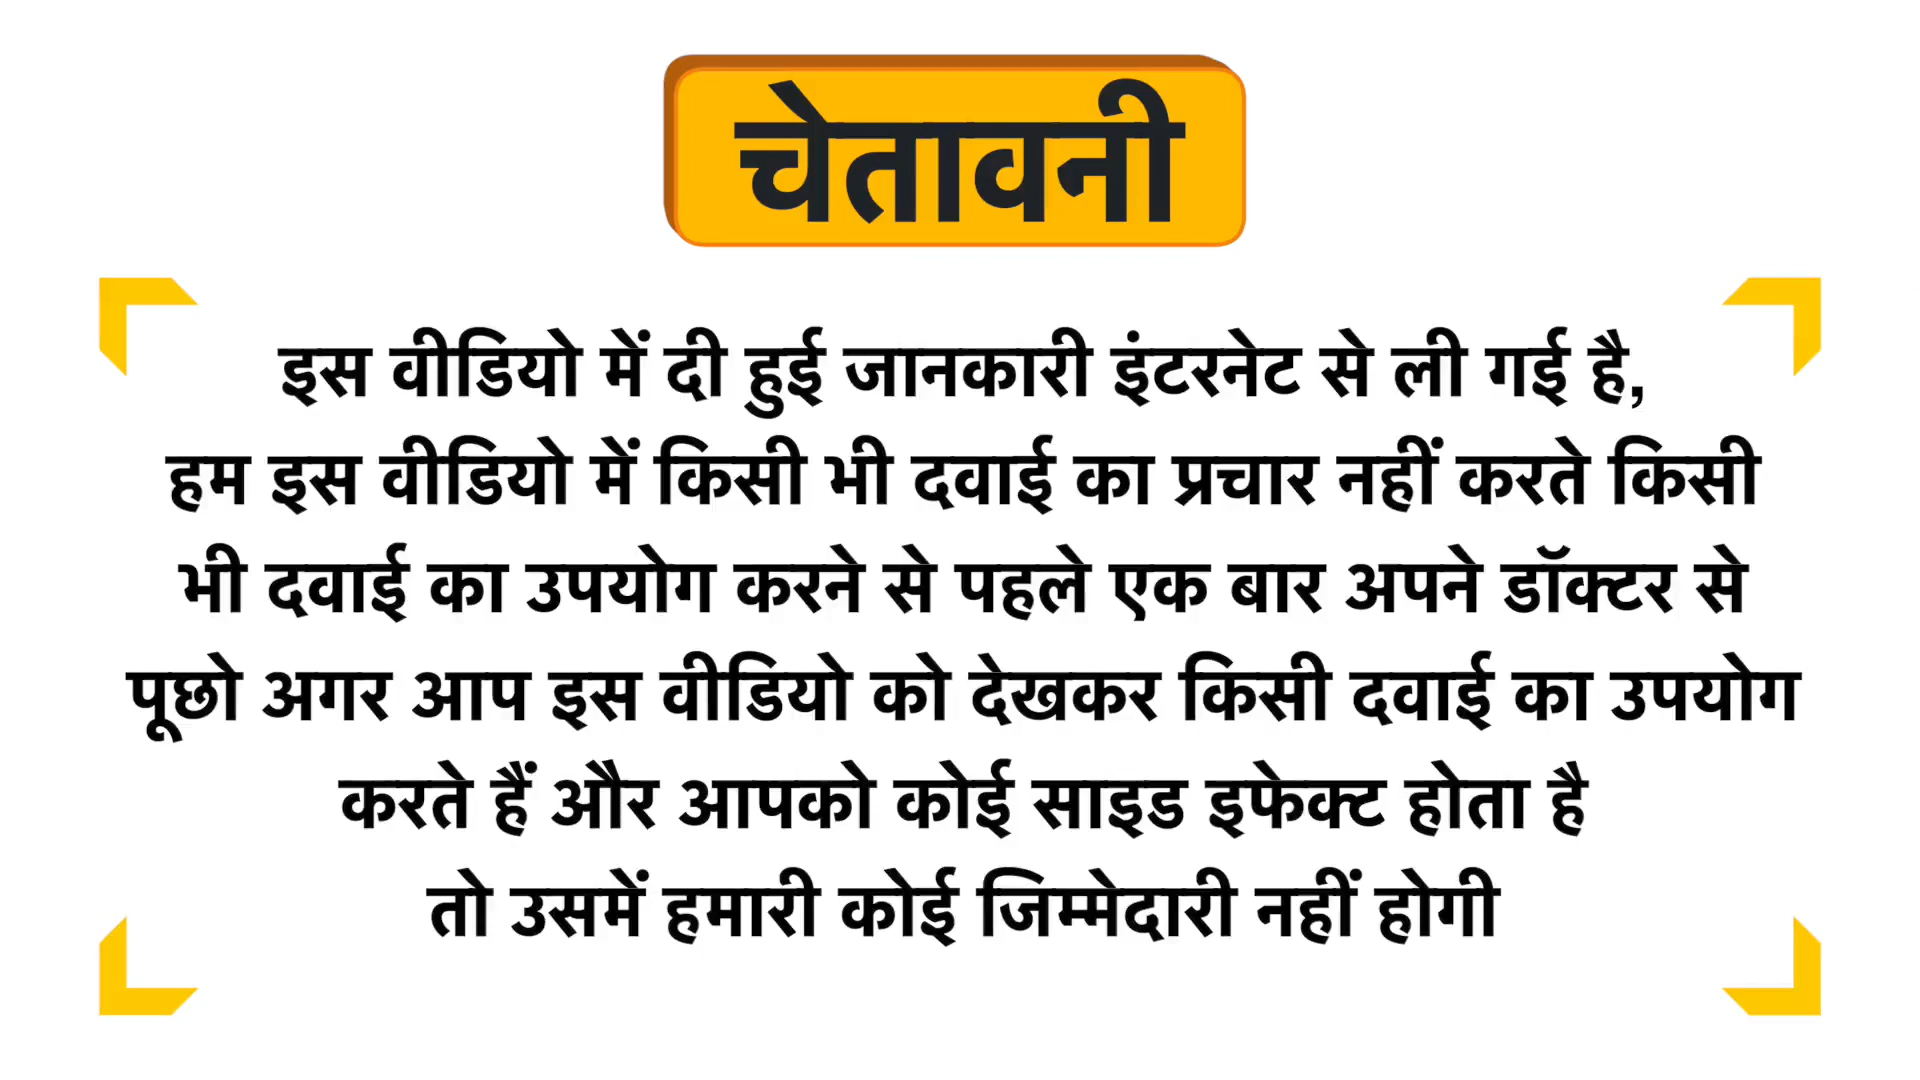 चेतावनी
इस वीडियो में दी हुई जानकारी इंटरनेट से ली गई है,
हम इस वीडियो में किसी भी दवाई का प्रचार नहीं करते किसी
भी दवाई का उपयोग करने से पहले एक बार अपने डॉक्टर से
पूछो अगर आप इस वीडियो को देखकर किसी दवाई का उपयोग
करते हैं और आपको कोई साइड इफेक्ट होता है
तो उसमें हमारी कोई जिम्मेदारी नहीं होगी